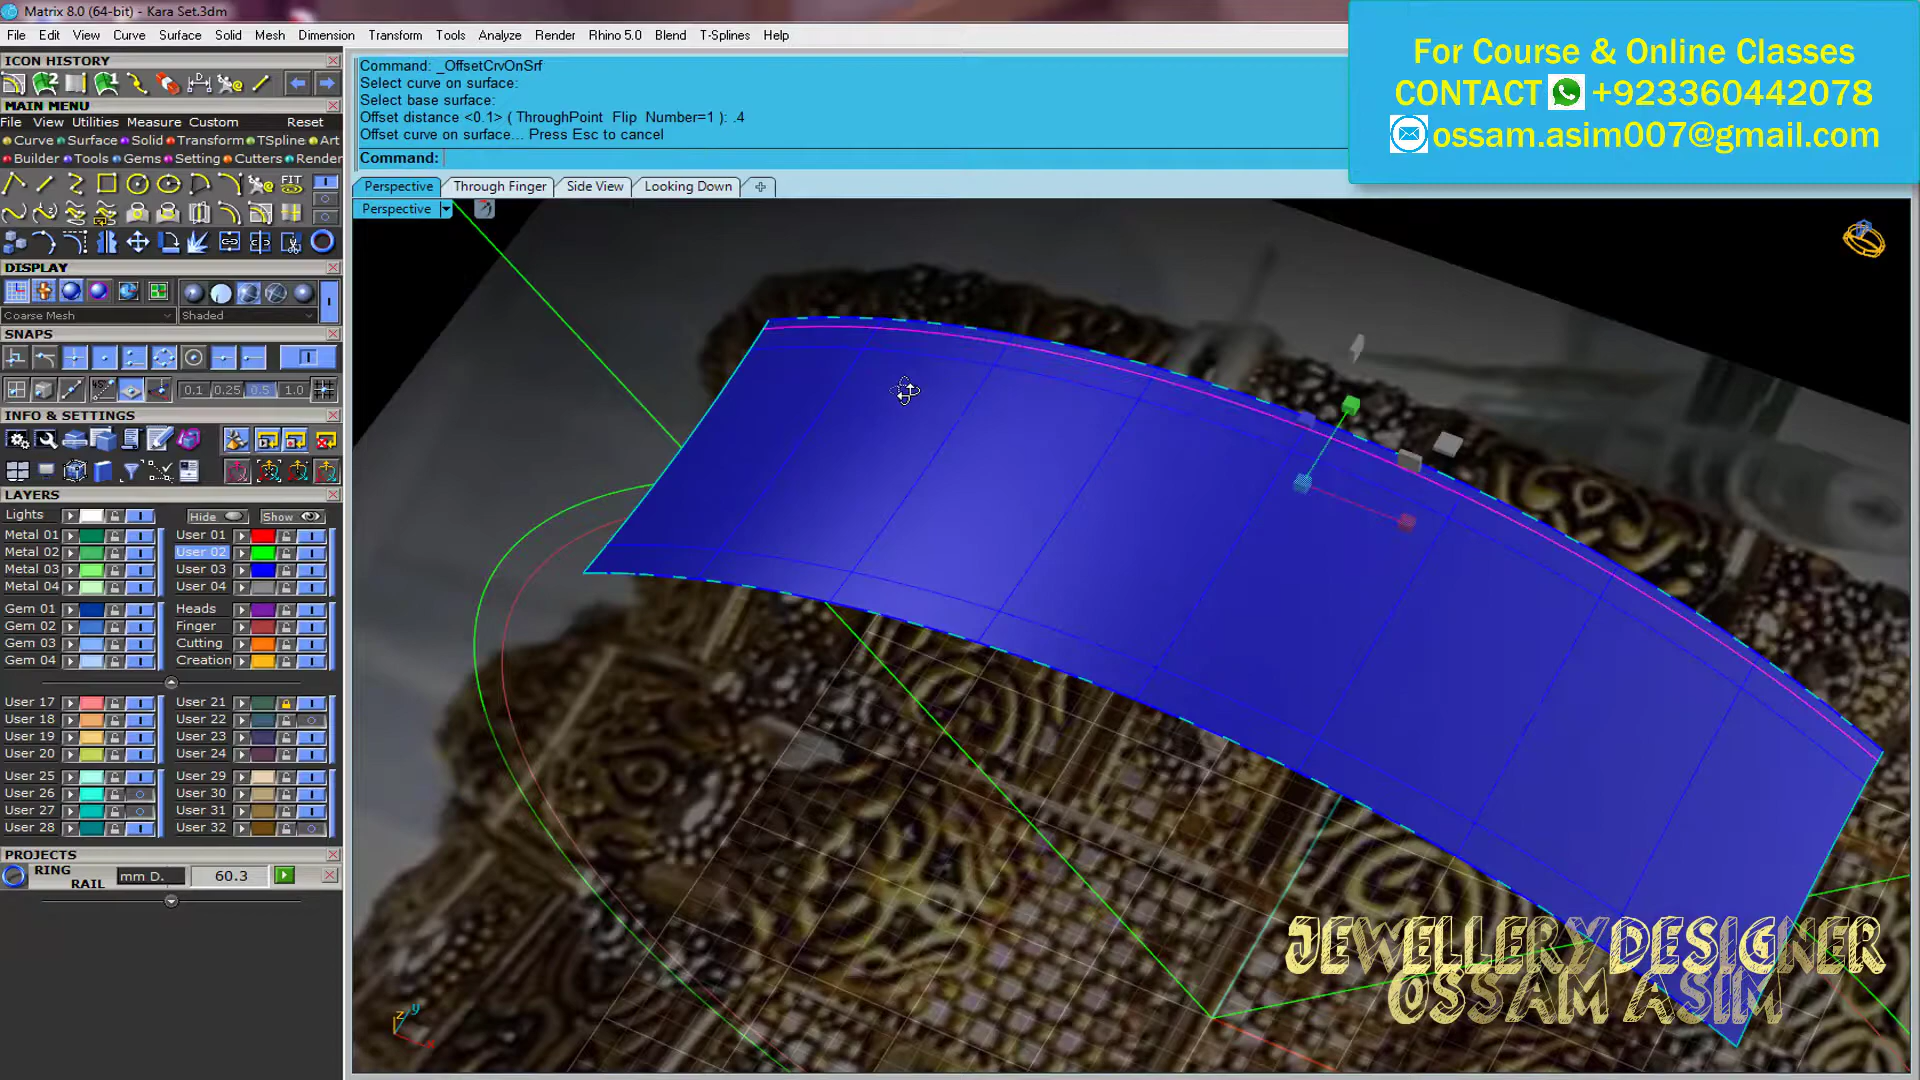 Matrix 8.0 (64-bit) - Kara Set.3dm
File Edit View Curve Surface Solid Mesh Dimension Transform Tools Analyze Render Rhino 5.0 Blend T-Splines Help
For Course & Online Classes
CONTACT +923360442078
ossam.asim007@gmail.com
ICON HISTORY
Command: _OffsetCrvOnSrf
Select curve on surface:
Select base surface:
Offset distance <0.1> ( ThroughPoint Flip Number=1 ): .4
Offset curve on surface... Press Esc to cancel
Command:
MAIN MENU
File View Utilities Measure Custom Reset
Curve Surface Solid Transform TSpline Art
Builder Tools Gems Setting Cutters Render
FIT
Perspective Through Finger Side View Looking Down
Perspective
DISPLAY
Coarse Mesh Shaded
SNAPS
0.1 0.25 0.5 1.0
INFO & SETTINGS
LAYERS
Lights Hide Show
Metal 01 User 01
Metal 02 User 02
Metal 03 User 03
Metal 04 User 04
Gem 01 Heads
Gem 02 Finger
Gem 03 Cutting
Gem 04 Creation
User 17 User 21
User 18 User 22
User 19 User 23
User 20 User 24
User 25 User 29
User 26 User 30
User 27 User 31
User 28 User 32
PROJECTS
RING RAIL mm D. 60.3
z y x
JEWELLERY DESIGNER
OSSAM ASIM